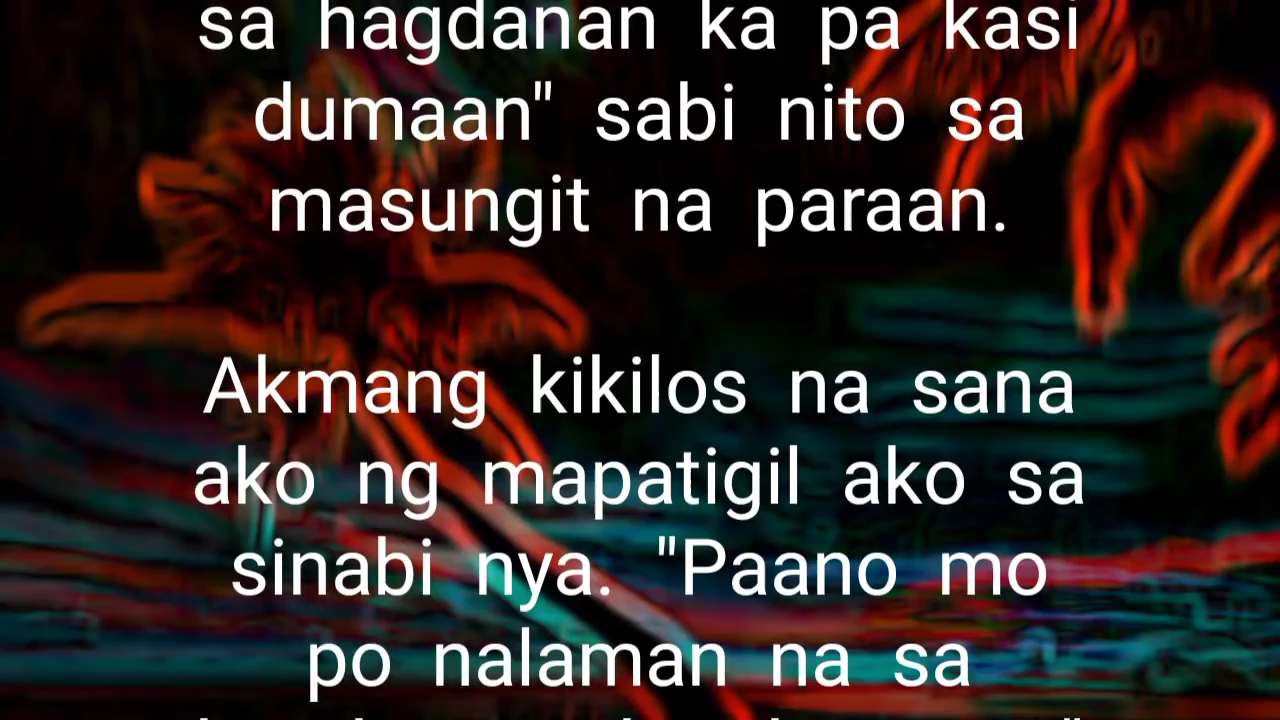 sa hagdanan ka pa kasi
dumaan" sabi nito sa
masungit na paraan.
Akmang kikilos na sana
ako ng mapatigil ako sa
sinabi nya. "Paano mo
po nalaman na sa